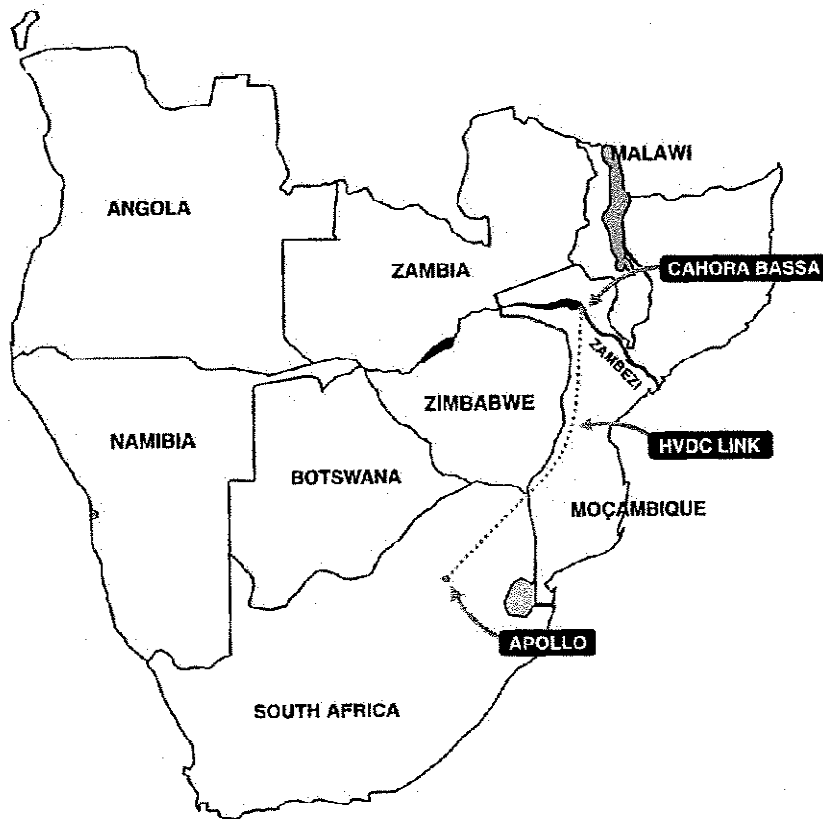 MALAWI
ANGOLA
ZAMBIA
CAHORA BASSA
ZAMBEZI
ZIMBABWE
NAMIBIA
HVDC LINK
BOTSWANA
MOÇAMBIQUE
APOLLO
SOUTH AFRICA